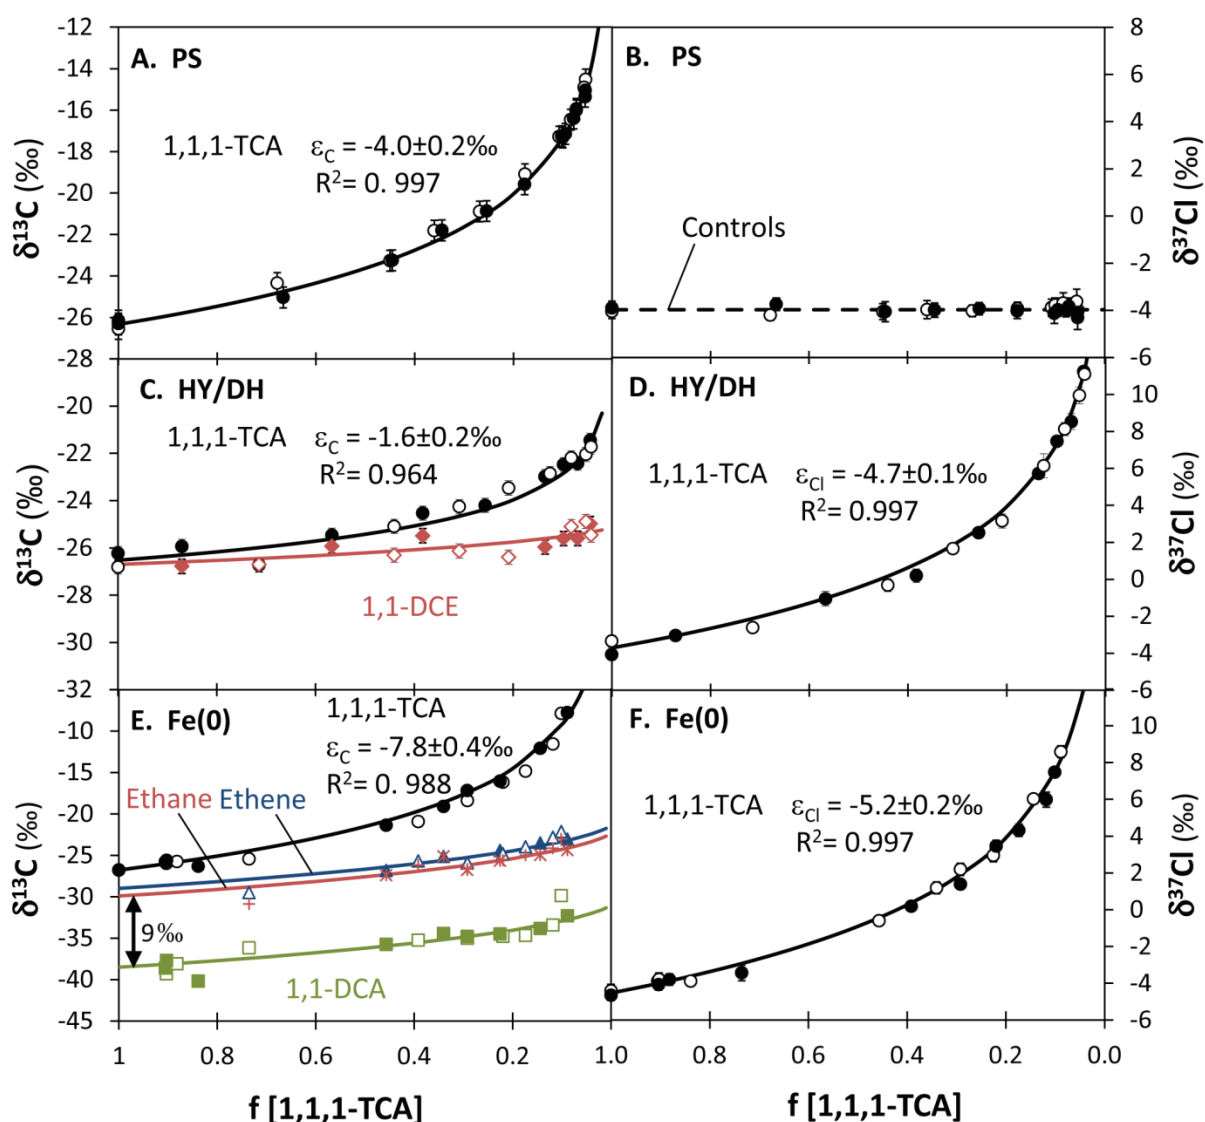 A. PS
1,1,1-TCA εC = -4.0±0.2‰
R²= 0. 997
δ¹³C (‰)
-12
-14
-16
-18
-20
-22
-24
-26
-28
B. PS
Controls
δ³⁷Cl (‰)
8
6
4
2
0
-2
-4
-6
C. HY/DH
1,1,1-TCA εC = -1.6±0.2‰
R²= 0.964
1,1-DCE
δ¹³C (‰)
-20
-22
-24
-26
-28
-30
-32
D. HY/DH
1,1,1-TCA εCl = -4.7±0.1‰
R²= 0.997
δ³⁷Cl (‰)
10
8
6
4
2
0
-2
-4
-6
E. Fe(0)
1,1,1-TCA
εC = -7.8±0.4‰
R²= 0. 988
Ethane Ethene
9‰
1,1-DCA
δ¹³C (‰)
-10
-15
-20
-25
-30
-35
-40
-45
F. Fe(0)
1,1,1-TCA εCl = -5.2±0.2‰
R²= 0.997
δ³⁷Cl (‰)
10
8
6
4
2
0
-2
-4
-6
1 0.8 0.6 0.4 0.2 1.0 0.8 0.6 0.4 0.2 0.0
f [1,1,1-TCA] f [1,1,1-TCA]